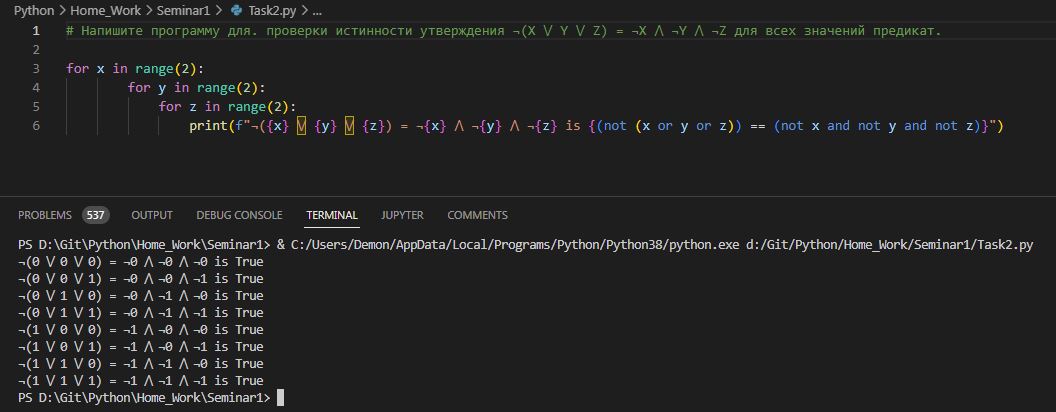 Python > Home_Work > Seminar1 > Task2.py > ...
1 # Напишите программу для. проверки истинности утверждения ¬(X ⋁ Y ⋁ Z) = ¬X ⋀ ¬Y ⋀ ¬Z для всех значений предикат.
2
3 for x in range(2):
4 for y in range(2):
5 for z in range(2):
6 print(f"¬({x} ⋁ {y} ⋁ {z}) = ¬{x} ⋀ ¬{y} ⋀ ¬{z} is {(not (x or y or z)) == (not x and not y and not z)}")
PROBLEMS 537 OUTPUT DEBUG CONSOLE TERMINAL JUPYTER COMMENTS
PS D:\Git\Python\Home_Work\Seminar1> & C:/Users/Demon/AppData/Local/Programs/Python/Python38/python.exe d:/Git/Python/Home_Work/Seminar1/Task2.py
¬(0 ⋁ 0 ⋁ 0) = ¬0 ⋀ ¬0 ⋀ ¬0 is True
¬(0 ⋁ 0 ⋁ 1) = ¬0 ⋀ ¬0 ⋀ ¬1 is True
¬(0 ⋁ 1 ⋁ 0) = ¬0 ⋀ ¬1 ⋀ ¬0 is True
¬(0 ⋁ 1 ⋁ 1) = ¬0 ⋀ ¬1 ⋀ ¬1 is True
¬(1 ⋁ 0 ⋁ 0) = ¬1 ⋀ ¬0 ⋀ ¬0 is True
¬(1 ⋁ 0 ⋁ 1) = ¬1 ⋀ ¬0 ⋀ ¬1 is True
¬(1 ⋁ 1 ⋁ 0) = ¬1 ⋀ ¬1 ⋀ ¬0 is True
¬(1 ⋁ 1 ⋁ 1) = ¬1 ⋀ ¬1 ⋀ ¬1 is True
PS D:\Git\Python\Home_Work\Seminar1>